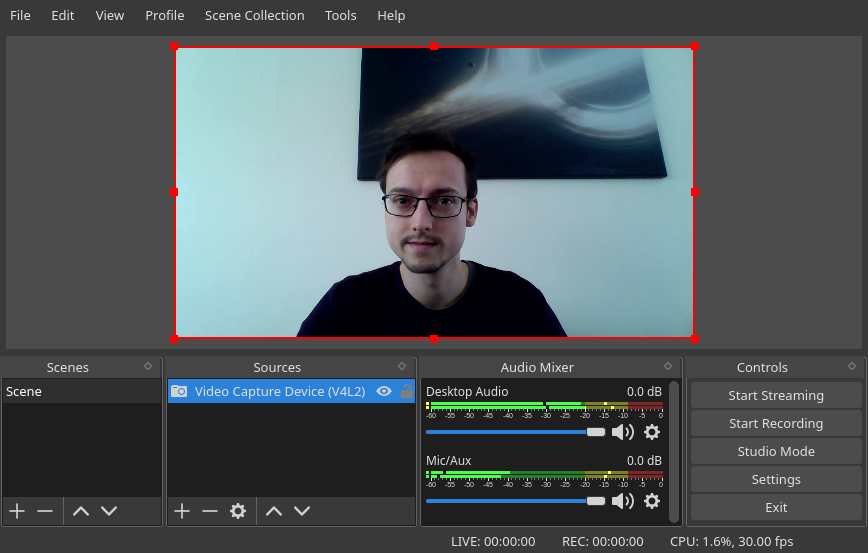 File Edit View Profile Scene Collection Tools Help
Scenes
Scene
Sources
Video Capture Device (V4L2)
Audio Mixer
Desktop Audio 0.0 dB
-60 -55 -50 -45 -40 -35 -30 -25 -20 -15 -10 -5 0
Mic/Aux 0.0 dB
-60 -55 -50 -45 -40 -35 -30 -25 -20 -15 -10 -5 0
Controls
Start Streaming
Start Recording
Studio Mode
Settings
Exit
LIVE: 00:00:00 REC: 00:00:00 CPU: 1.6%, 30.00 fps